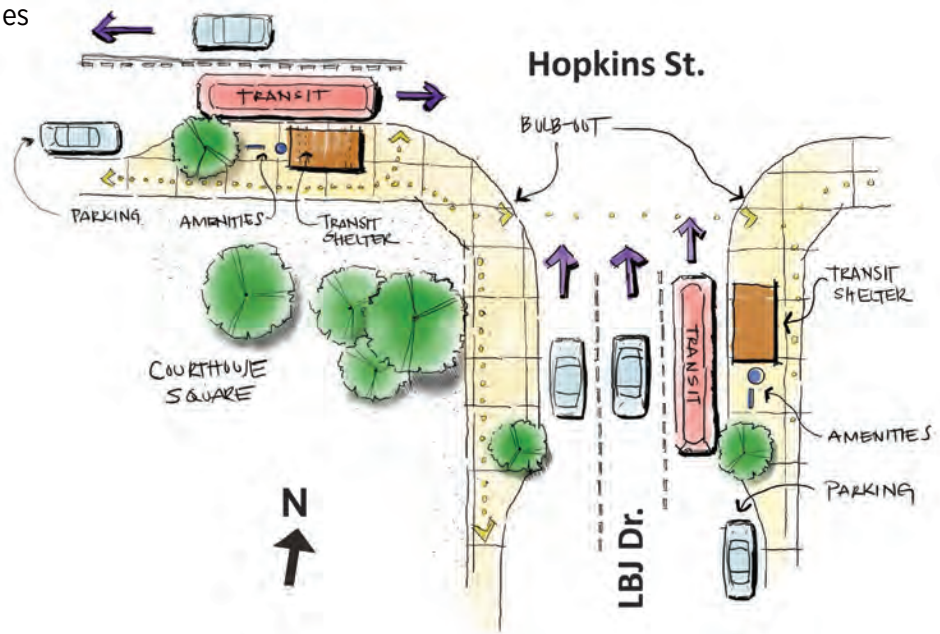 es
Hopkins St.
TRANSIT
BULB-OUT
PARKING
AMENITIES
TRANSIT
SHELTER
TRANSIT
SHELTER
COURTHOUSE
SQUARE
TRANSIT
AMENITIES
PARKING
N
LBJ Dr.